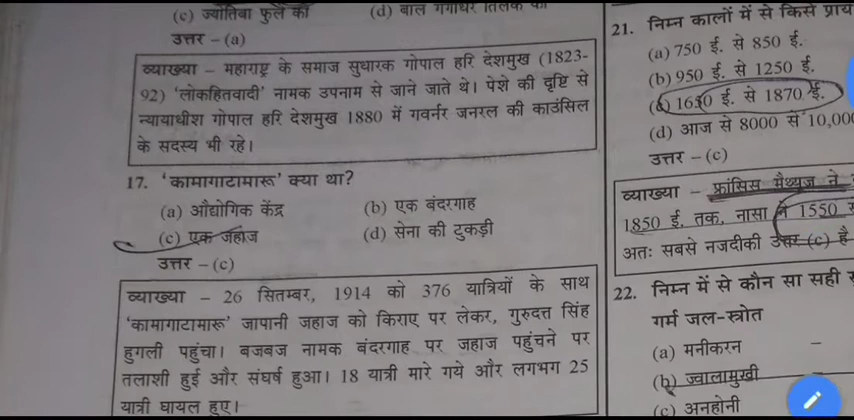 (c) ज्योतिबा फुले को (d) बाल गंगाधर तिलक को
उत्तर – (a)
व्याख्या – महाराष्ट्र के समाज सुधारक गोपाल हरि देशमुख (1823-
92) 'लोकहितवादी' नामक उपनाम से जाने जाते थे। पेशे की दृष्टि से
न्यायाधीश गोपाल हरि देशमुख 1880 में गवर्नर जनरल की काउंसिल
के सदस्य भी रहे।
17. 'कामागाटामारू' क्या था?
(a) औद्योगिक केंद्र (b) एक बंदरगाह
(c) एक जहाज (d) सेना की टुकड़ी
उत्तर – (c)
व्याख्या – 26 सितम्बर, 1914 को 376 यात्रियों के साथ
'कामागाटामारू' जापानी जहाज को किराए पर लेकर, गुरुदत्त सिंह
हुगली पहुंचा। बजबज नामक बंदरगाह पर जहाज पहुंचने पर
तलाशी हुई और संघर्ष हुआ। 18 यात्री मारे गये और लगभग 25
यात्री घायल हुए।
21. निम्न कालों में से किसे
(a) 750 ई. से 850 ई.
(b) 950 ई. से 1250 ई.
(c) 1650 ई. से 1870 ई.
(d) आज से 8000 से 10,000
उत्तर – (c)
व्याख्या – फ्रांसिस मैथ्यूज ने
1850 ई. तक, नासा ने 1550
अतः सबसे नजदीकी उत्तर (c) है
22. निम्न में से कौन सा सही
गर्म जल-स्त्रोत
(a) मनीकरन –
(b) ज्वालामुखी
(c) अनहोनी